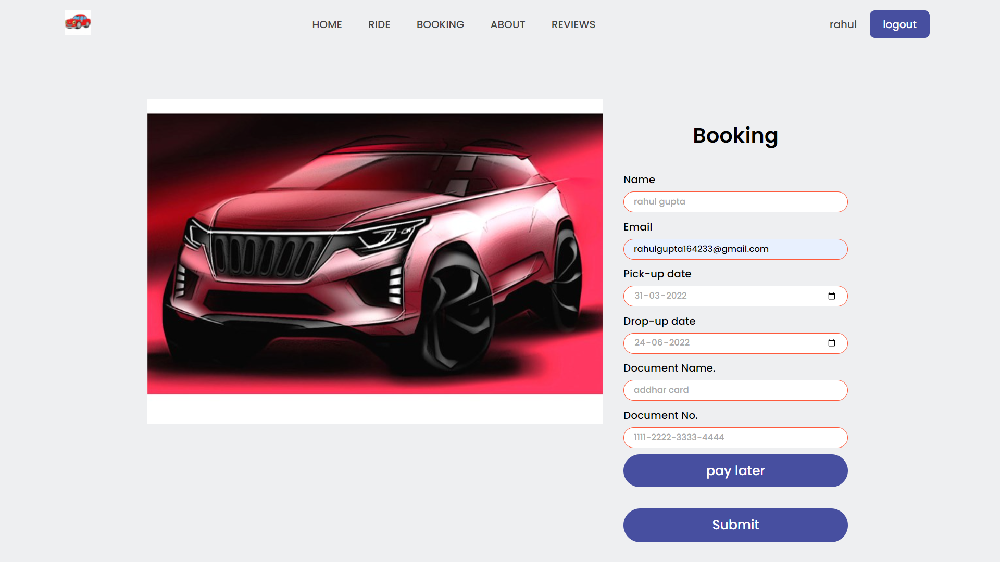 HOME RIDE BOOKING ABOUT REVIEWS rahul logout
Booking
Name
rahul gupta
Email
rahulgupta164233@gmail.com
Pick-up date
31-03-2022
Drop-up date
24-06-2022
Document Name.
addhar card
Document No.
1111-2222-3333-4444
pay later
Submit